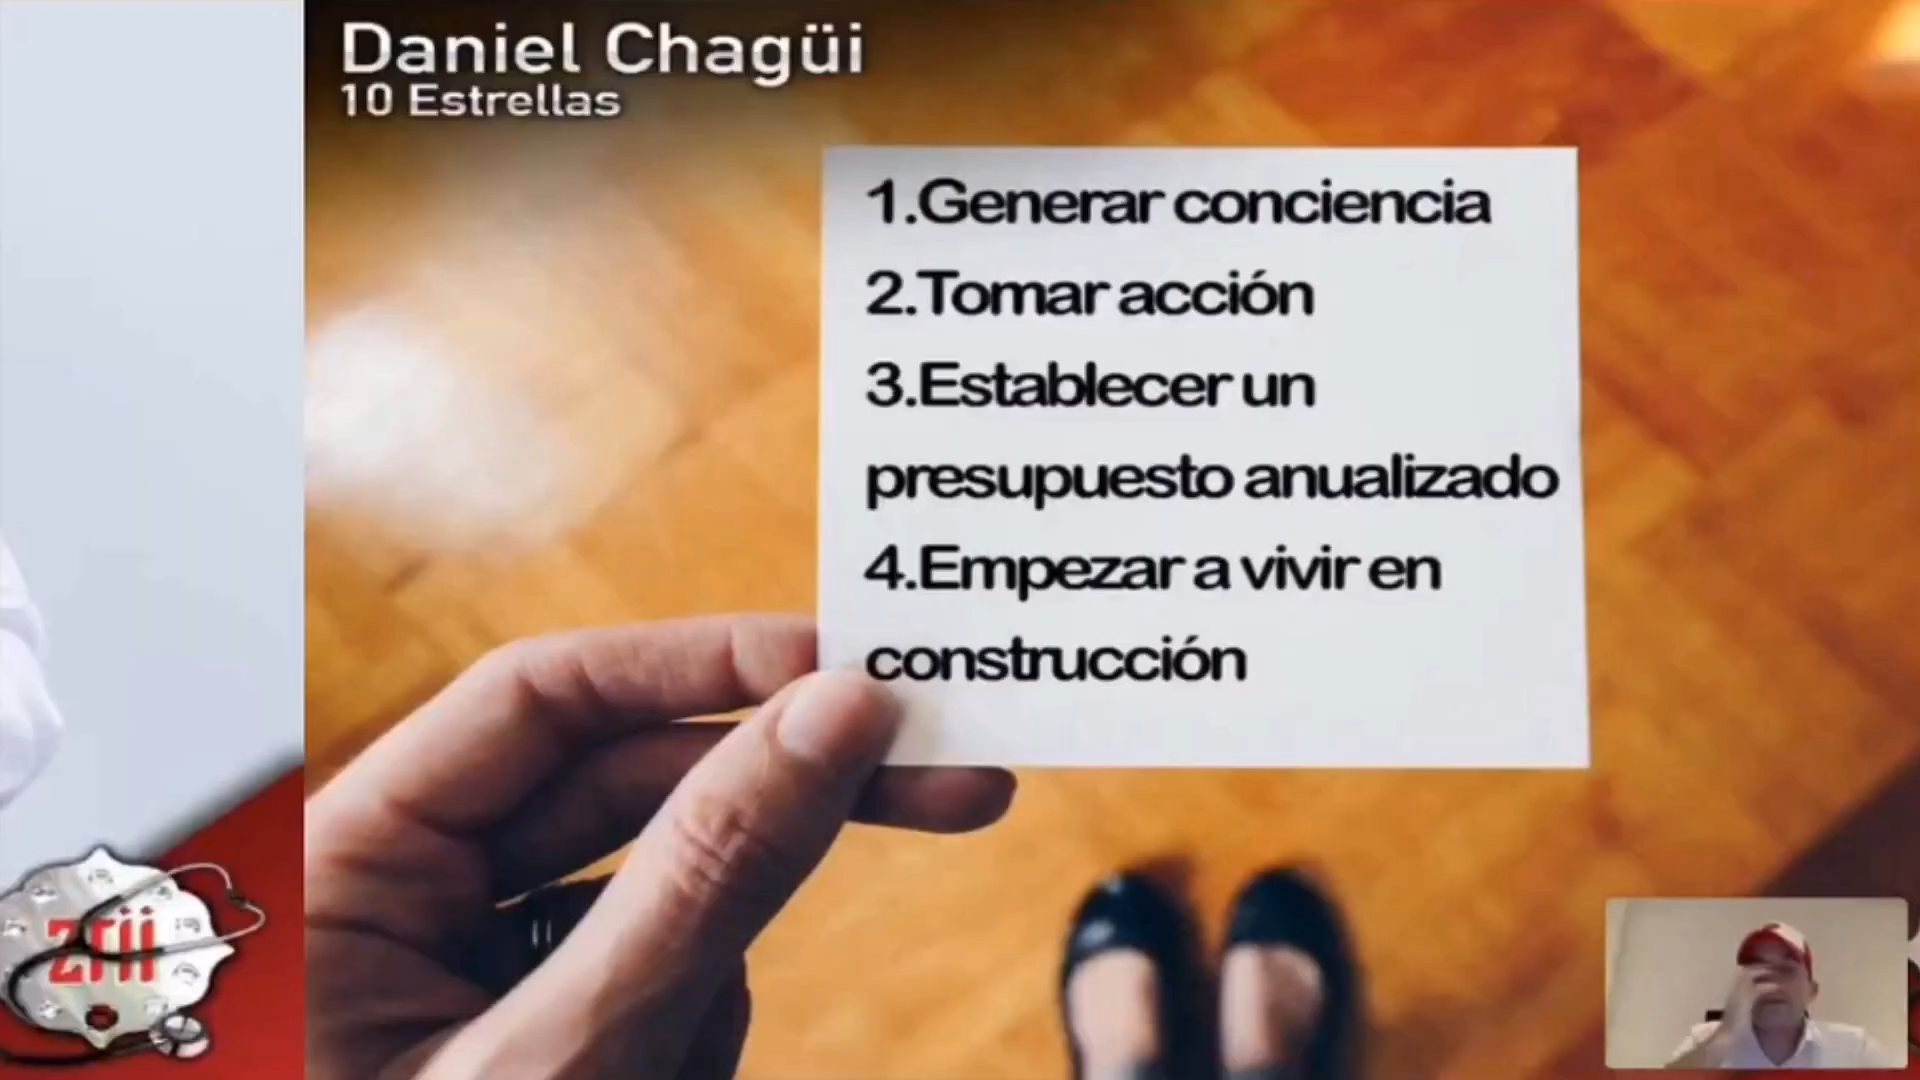 Daniel Chagüi
10 Estrellas
1.Generar conciencia
2.Tomar acción
3.Establecer un
presupuesto anualizado
4.Empezar a vivir en
construcción
zrii